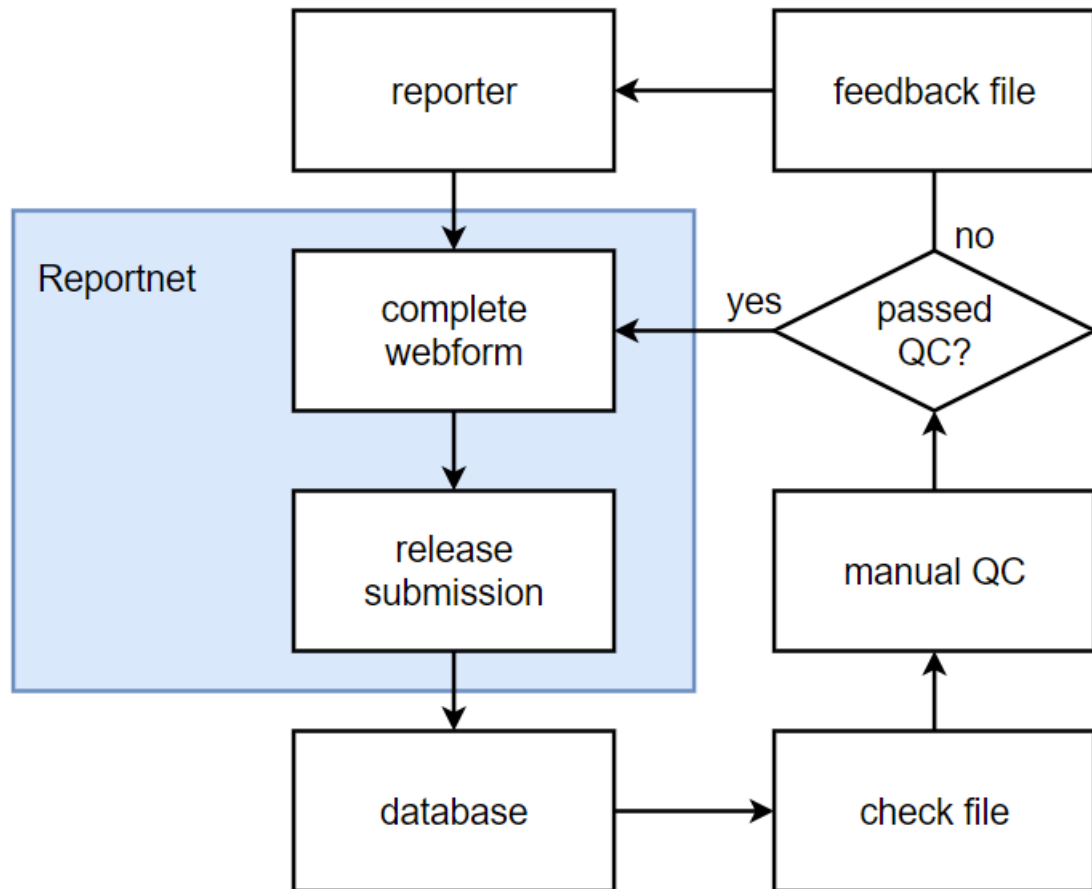 reporter
feedback file
no
Reportnet
complete
webform
yes
passed
QC?
release
submission
manual QC
database
check file